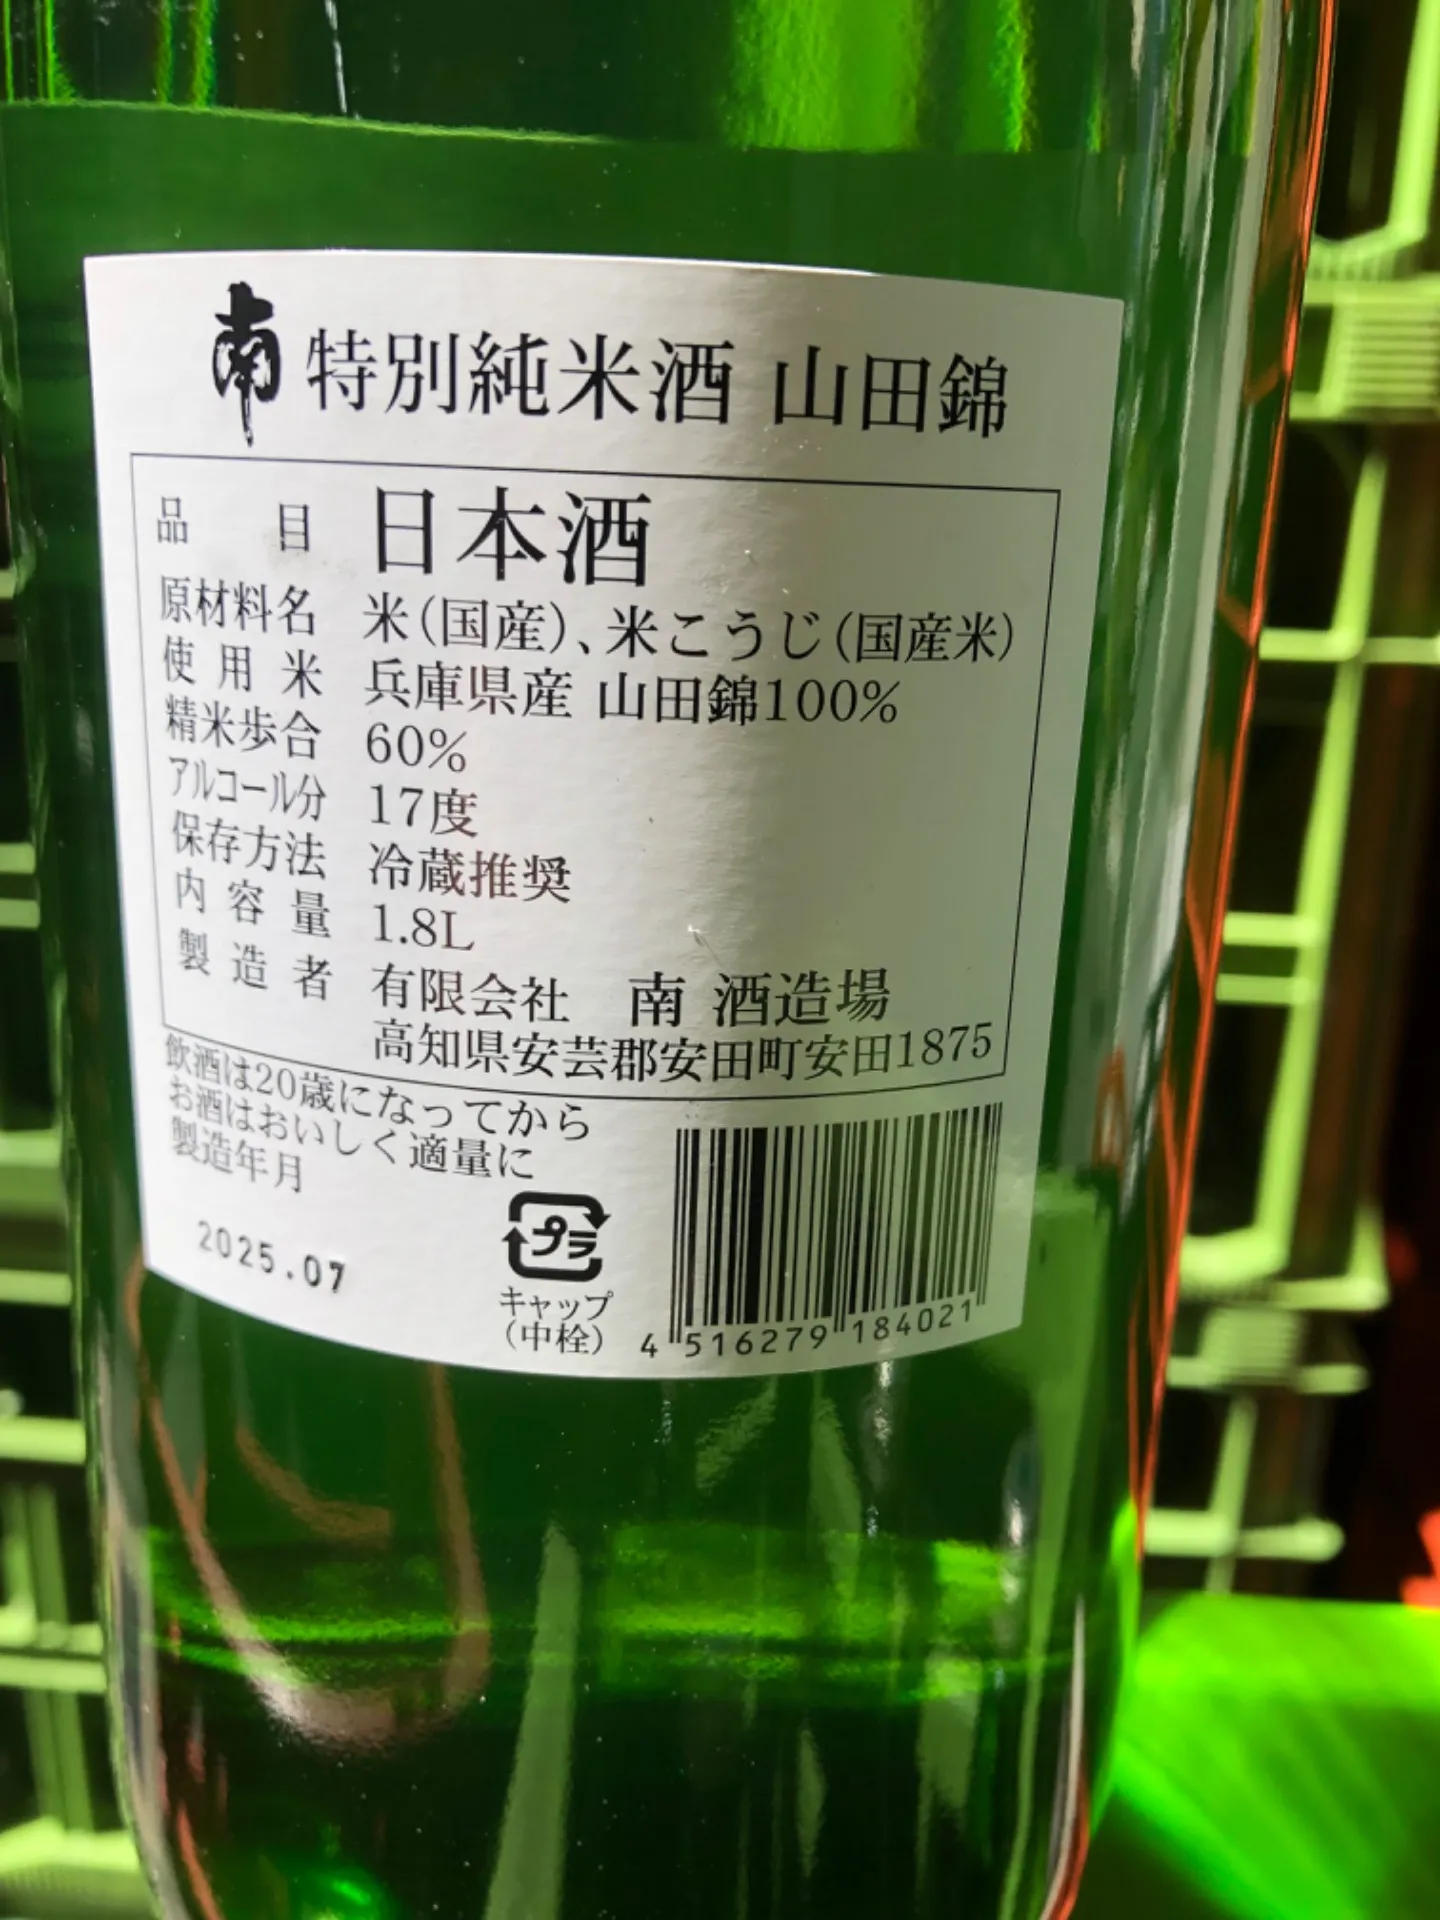 南 特別純米酒 山田錦
品目 日本酒
原材料名 米(国産)、米こうじ(国産米)
使用米 兵庫県産 山田錦100%
精米歩合 60%
アルコール分 17度
保存方法 冷蔵推奨
内容量 1.8L
製造者 有限会社 南 酒造場
高知県安芸郡安田町安田1875
飲酒は20歳になってから
お酒はおいしく適量に
製造年月
2025.07
プラ
キャップ
(中栓)
4 516279 184021